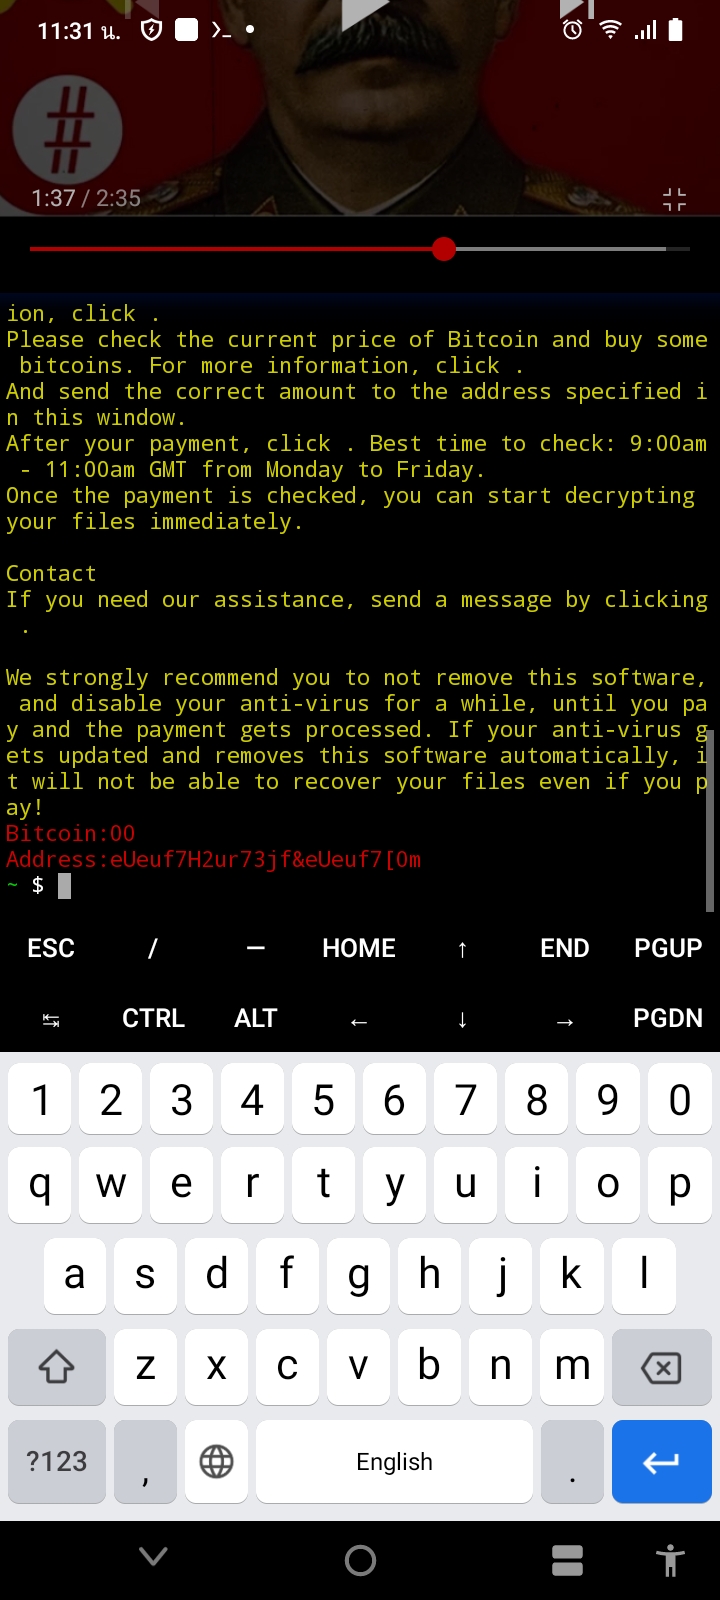 11:31 น.
#
1:37 / 2:35
ion, click .
Please check the current price of Bitcoin and buy some
 bitcoins. For more information, click .
And send the correct amount to the address specified i
n this window.
After your payment, click . Best time to check: 9:00am
 - 11:00am GMT from Monday to Friday.
Once the payment is checked, you can start decrypting
your files immediately.
Contact
If you need our assistance, send a message by clicking
 .
We strongly recommend you to not remove this software,
 and disable your anti-virus for a while, until you pa
y and the payment gets processed. If your anti-virus g
ets updated and removes this software automatically, i
t will not be able to recover your files even if you p
ay!
Bitcoin:00
Address:eUeuf7H2ur73jf&eUeuf7[0m
~ $
ESC / — HOME ↑ END PGUP
↹ CTRL ALT ← ↓ → PGDN
1 2 3 4 5 6 7 8 9 0
q w e r t y u i o p
a s d f g h j k l
z x c v b n m
?123 , English .